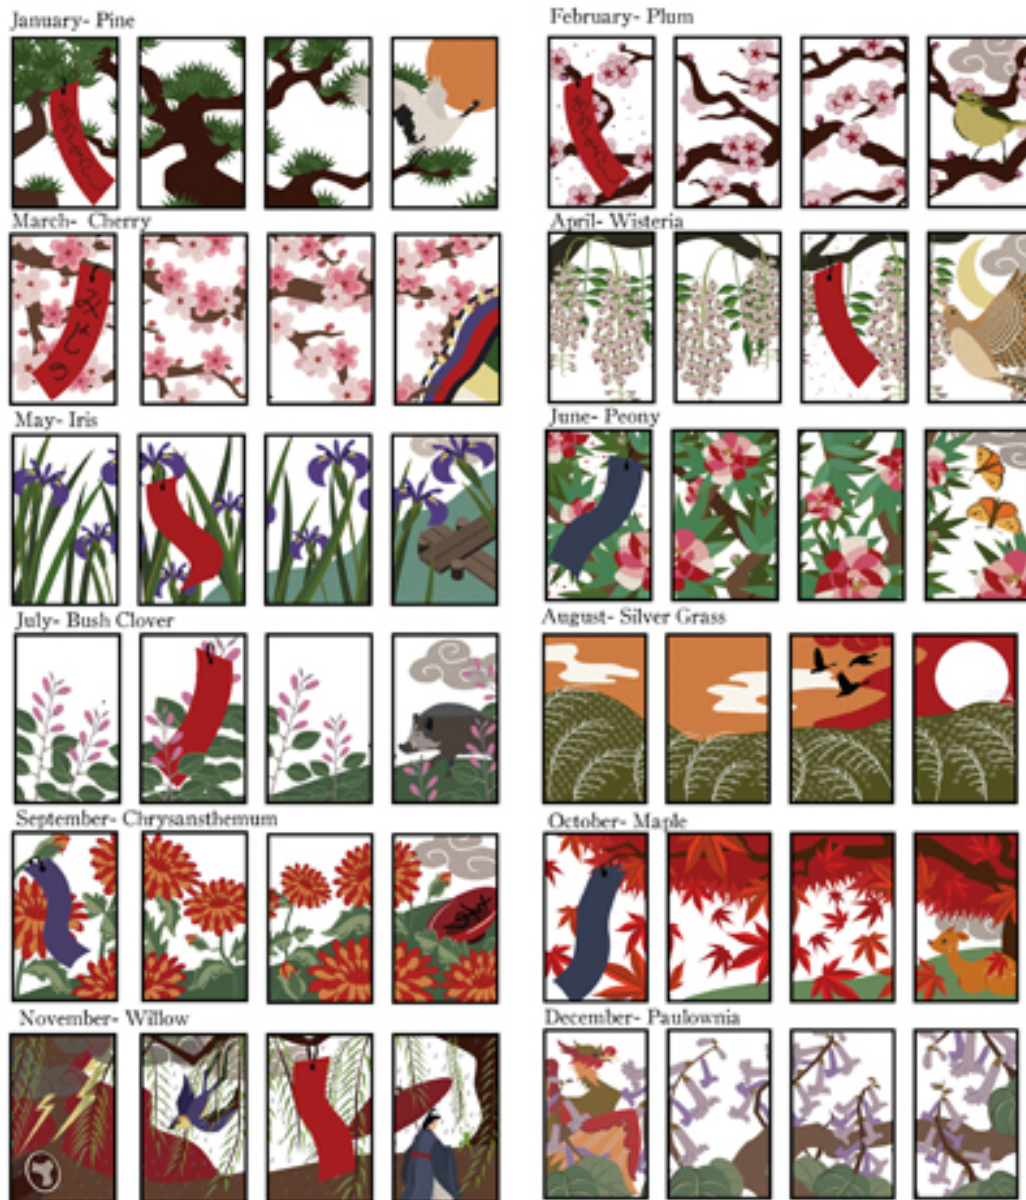 January- Pine
February- Plum
March- Cherry
April- Wisteria
May- Iris
June- Peony
July- Bush Clover
August- Silver Grass
September- Chrysansthemum
October- Maple
November- Willow
December- Paulownia